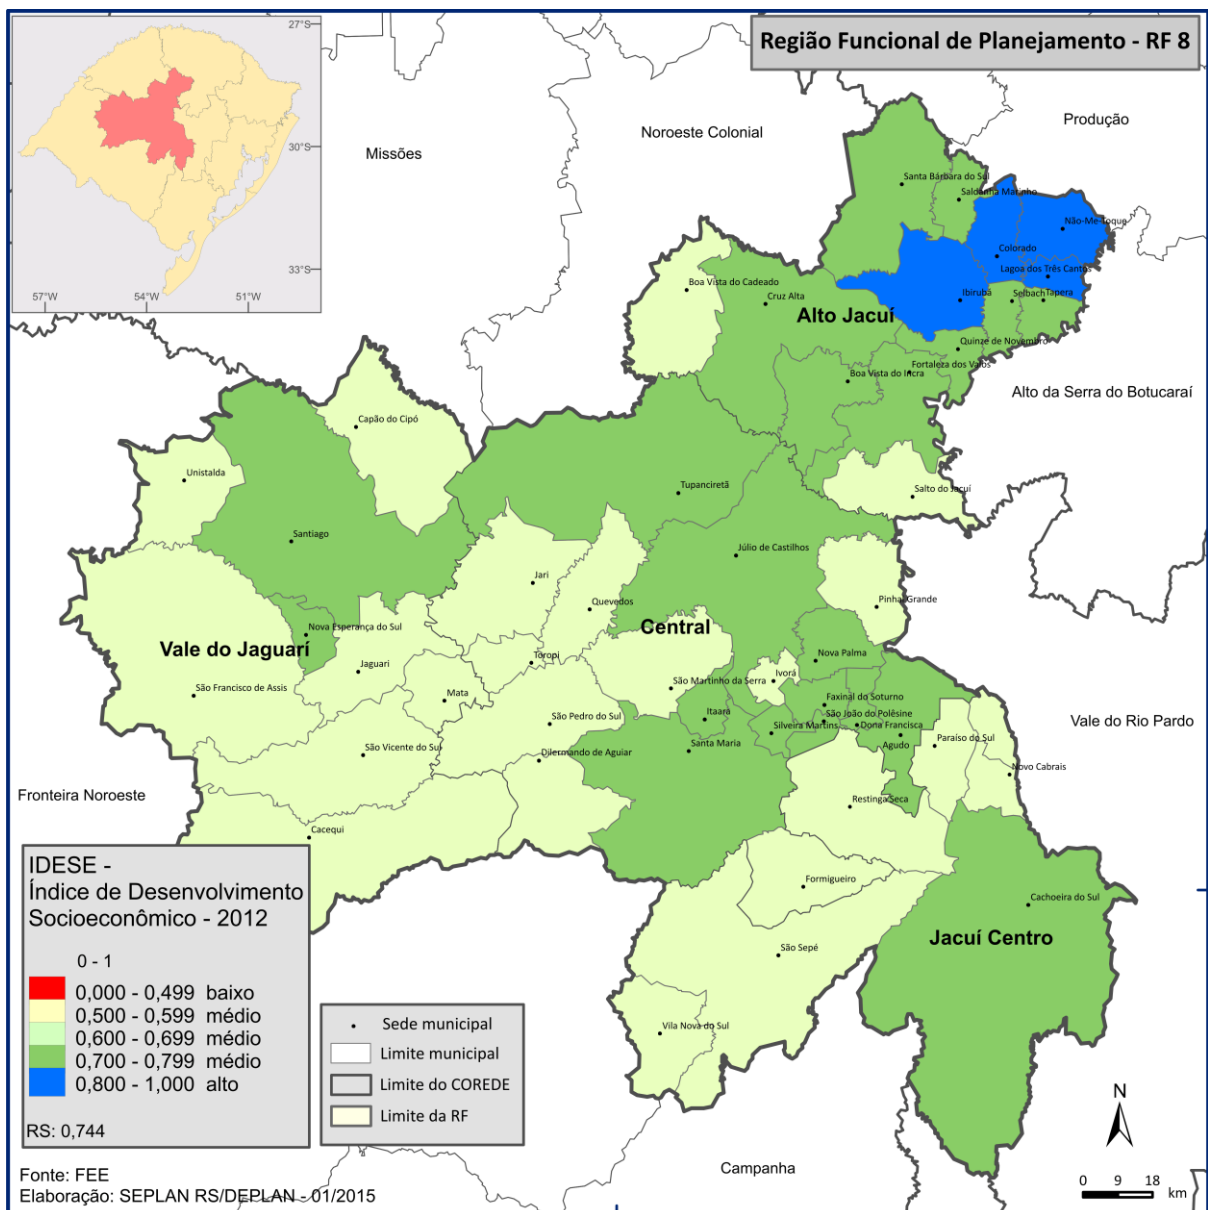 27°S
30°S
33°S
57°W
54°W
51°W
Região Funcional de Planejamento - RF 8
Missões
Noroeste Colonial
Produção
Santa Bárbara do Sul
Saldanha Marinho
Não-Me-Toque
Colorado
Lagoa dos Três Cantos
Boa Vista do Cadeado
Cruz Alta
Ibirubá
Selbach
Tapera
Alto Jacuí
Quinze de Novembro
Fortaleza dos Valos
Boa Vista do Incra
Alto da Serra do Botucaraí
Capão do Cipó
Unistalda
Tupanciretã
Salto do Jacuí
Santiago
Júlio de Castilhos
Jari
Quevedos
Pinhal Grande
Nova Esperança do Sul
Central
Vale do Jaguarí
Toropi
Nova Palma
Jaguari
Ivorá
São Martinho da Serra
São Francisco de Assis
Mata
Faxinal do Soturno
São Pedro do Sul
Itaara
São João do Polêsine
Silveira Martins
Dona Francisca
Vale do Rio Pardo
Agudo
Paraíso do Sul
São Vicente do Sul
Dilermando de Aguiar
Santa Maria
Novo Cabrais
Fronteira Noroeste
Restinga Seca
Cacequi
Formigueiro
Cachoeira do Sul
Jacuí Centro
São Sepé
Vila Nova do Sul
Campanha
IDESE -
Índice de Desenvolvimento
Socioeconômico - 2012
0 - 1
0,000 - 0,499 baixo
0,500 - 0,599 médio
0,600 - 0,699 médio
0,700 - 0,799 médio
0,800 - 1,000 alto
RS: 0,744
Sede municipal
Limite municipal
Limite do COREDE
Limite da RF
N
0 9 18 km
Fonte: FEE
Elaboração: SEPLAN RS/DEPLAN - 01/2015